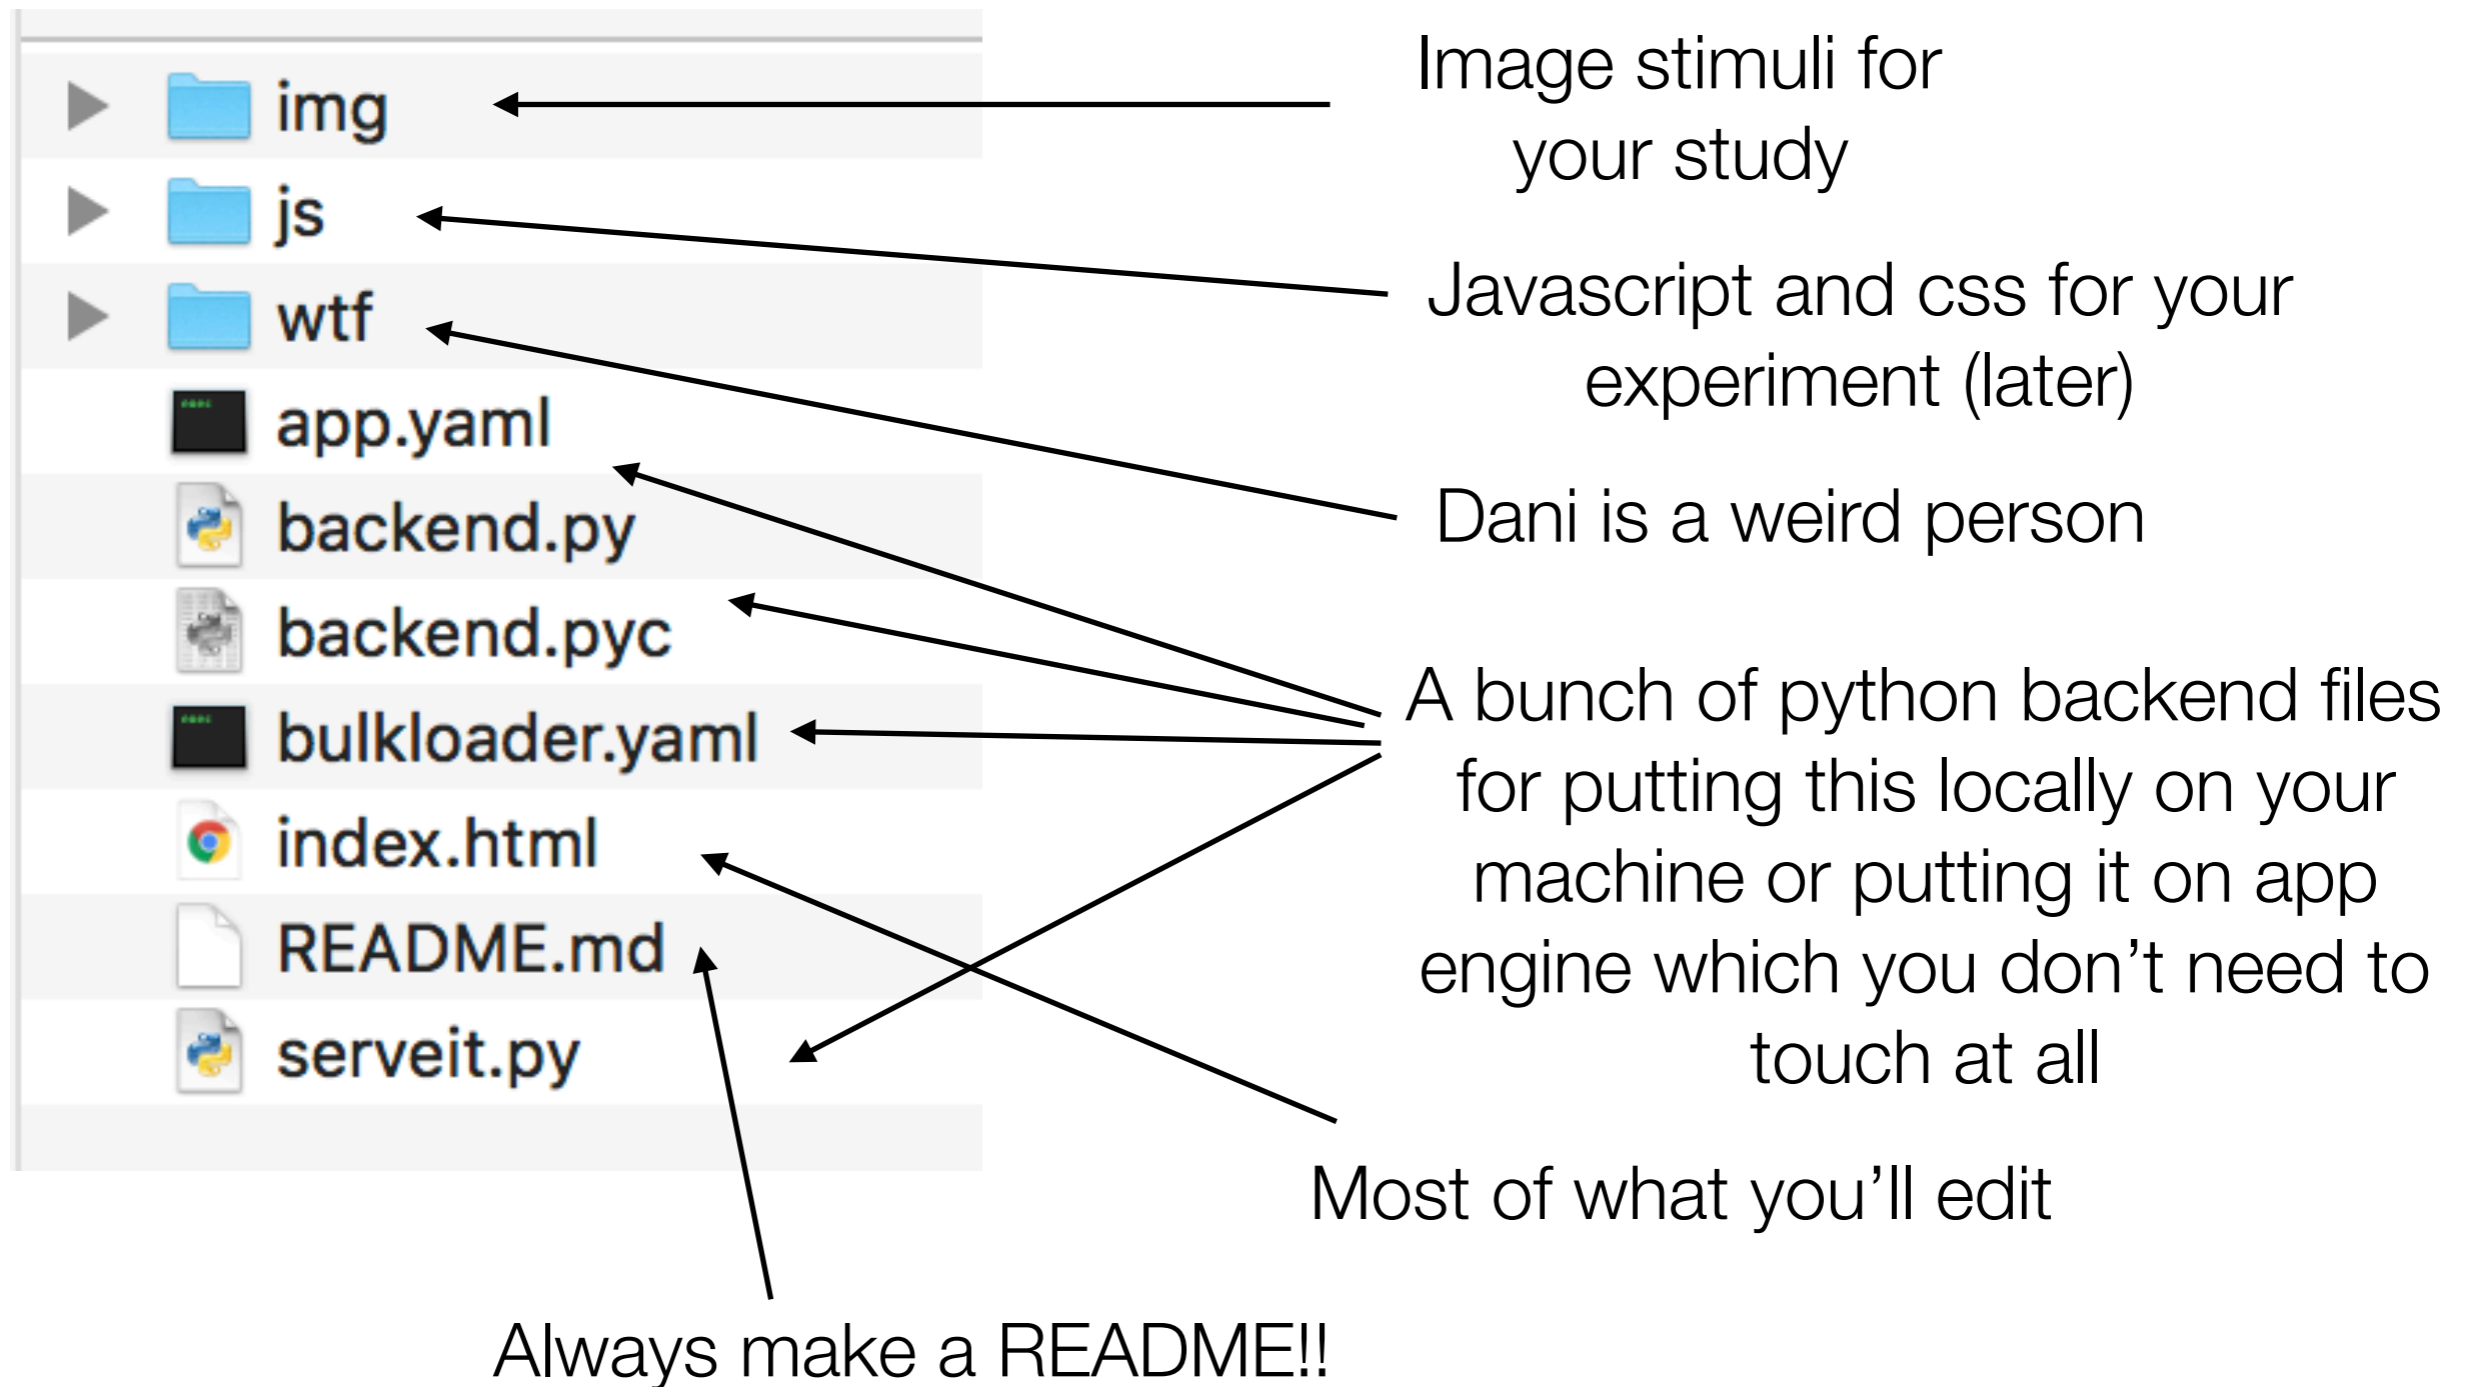 img
js
wtf
app.yaml
backend.py
backend.pyc
bulkloader.yaml
index.html
README.md
serveit.py
Image stimuli for
your study
Javascript and css for your
experiment (later)
Dani is a weird person
A bunch of python backend files
for putting this locally on your
machine or putting it on app
engine which you don’t need to
touch at all
Most of what you’ll edit
Always make a README!!